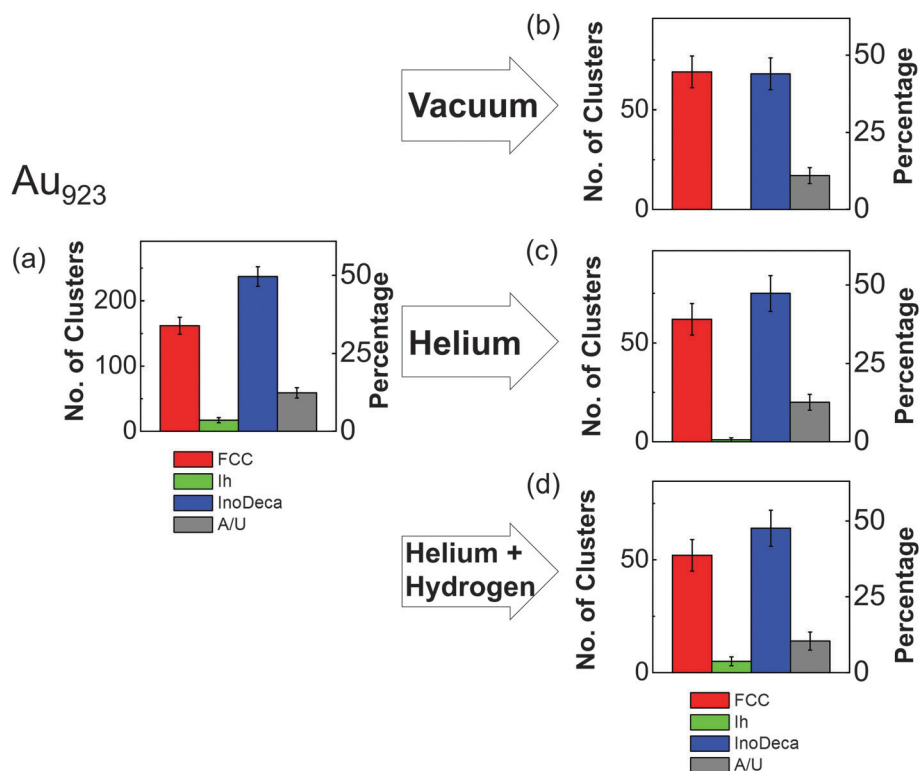 Au923
(a)
No. of Clusters
200
100
0
50
25
0
Percentage
FCC
Ih
InoDeca
A/U
Vacuum
(b)
No. of Clusters
50
0
50
25
0
Percentage
Helium
(c)
No. of Clusters
50
0
50
25
0
Percentage
Helium +
Hydrogen
(d)
No. of Clusters
50
0
50
25
0
Percentage
FCC
Ih
InoDeca
A/U